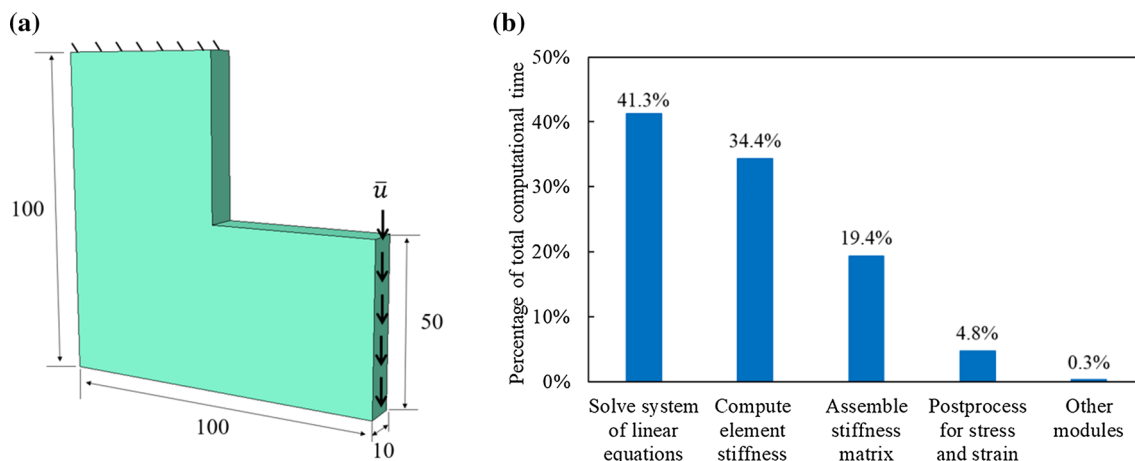 (a)
ū
100
50
100
10
(b)
Percentage of total computational time
50%
40%
30%
20%
10%
0%
41.3%
34.4%
19.4%
4.8%
0.3%
Solve system
of linear
equations
Compute
element
stiffness
Assemble
stiffness
matrix
Postprocess
for stress
and strain
Other
modules